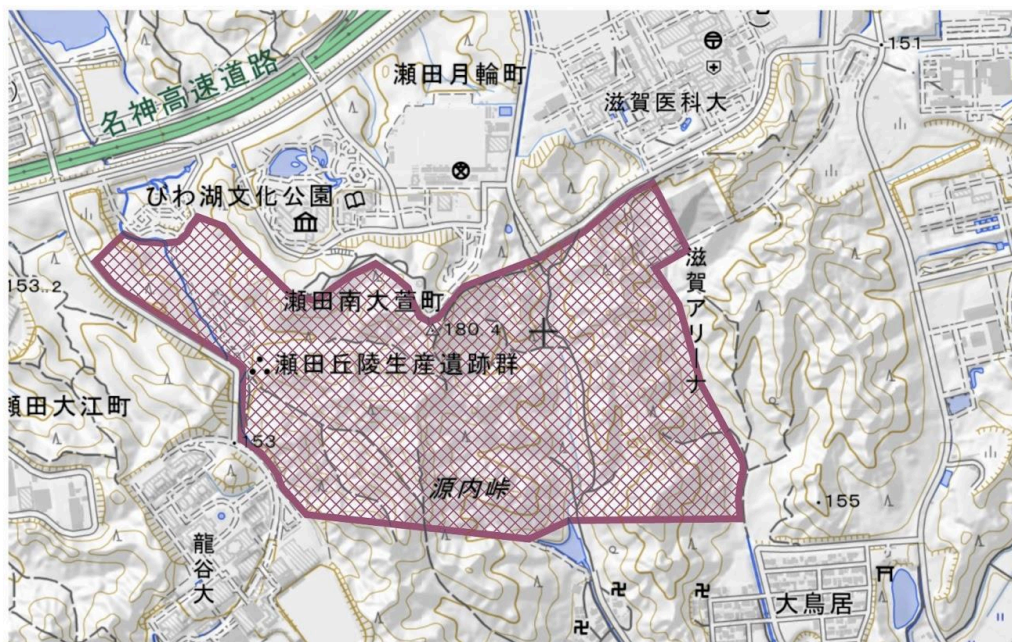 151
名神高速道路
瀬田月輪町
滋賀医科大
びわ湖文化公園
153.2
瀬田南大萱町
滋賀アリーナ
180.4
瀬田丘陵生産遺跡群
瀬田大江町
153
源内峠
155
龍谷大
大鳥居